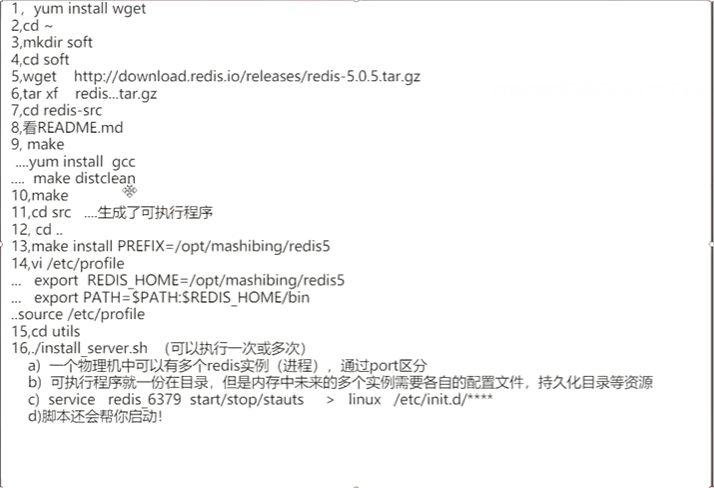 1，yum install wget
2,cd ~
3,mkdir soft
4,cd soft
5,wget    http://download.redis.io/releases/redis-5.0.5.tar.gz
6,tar xf    redis...tar.gz
7,cd redis-src
8,看README.md
9, make
....yum install  gcc
....  make distclean
10,make
11,cd src   ....生成了可执行程序
12, cd ..
13,make install PREFIX=/opt/mashibing/redis5
14,vi /etc/profile
...   export  REDIS_HOME=/opt/mashibing/redis5
...   export PATH=$PATH:$REDIS_HOME/bin
..source /etc/profile
15,cd utils
16,./install_server.sh  （可以执行一次或多次）
a)  一个物理机中可以有多个redis实例（进程），通过port区分
b)  可执行程序就一份在目录，但是内存中未来的多个实例需要各自的配置文件，持久化目录等资源
c)  service   redis_6379  start/stop/stauts     >   linux   /etc/init.d/****
d)脚本还会帮你启动！